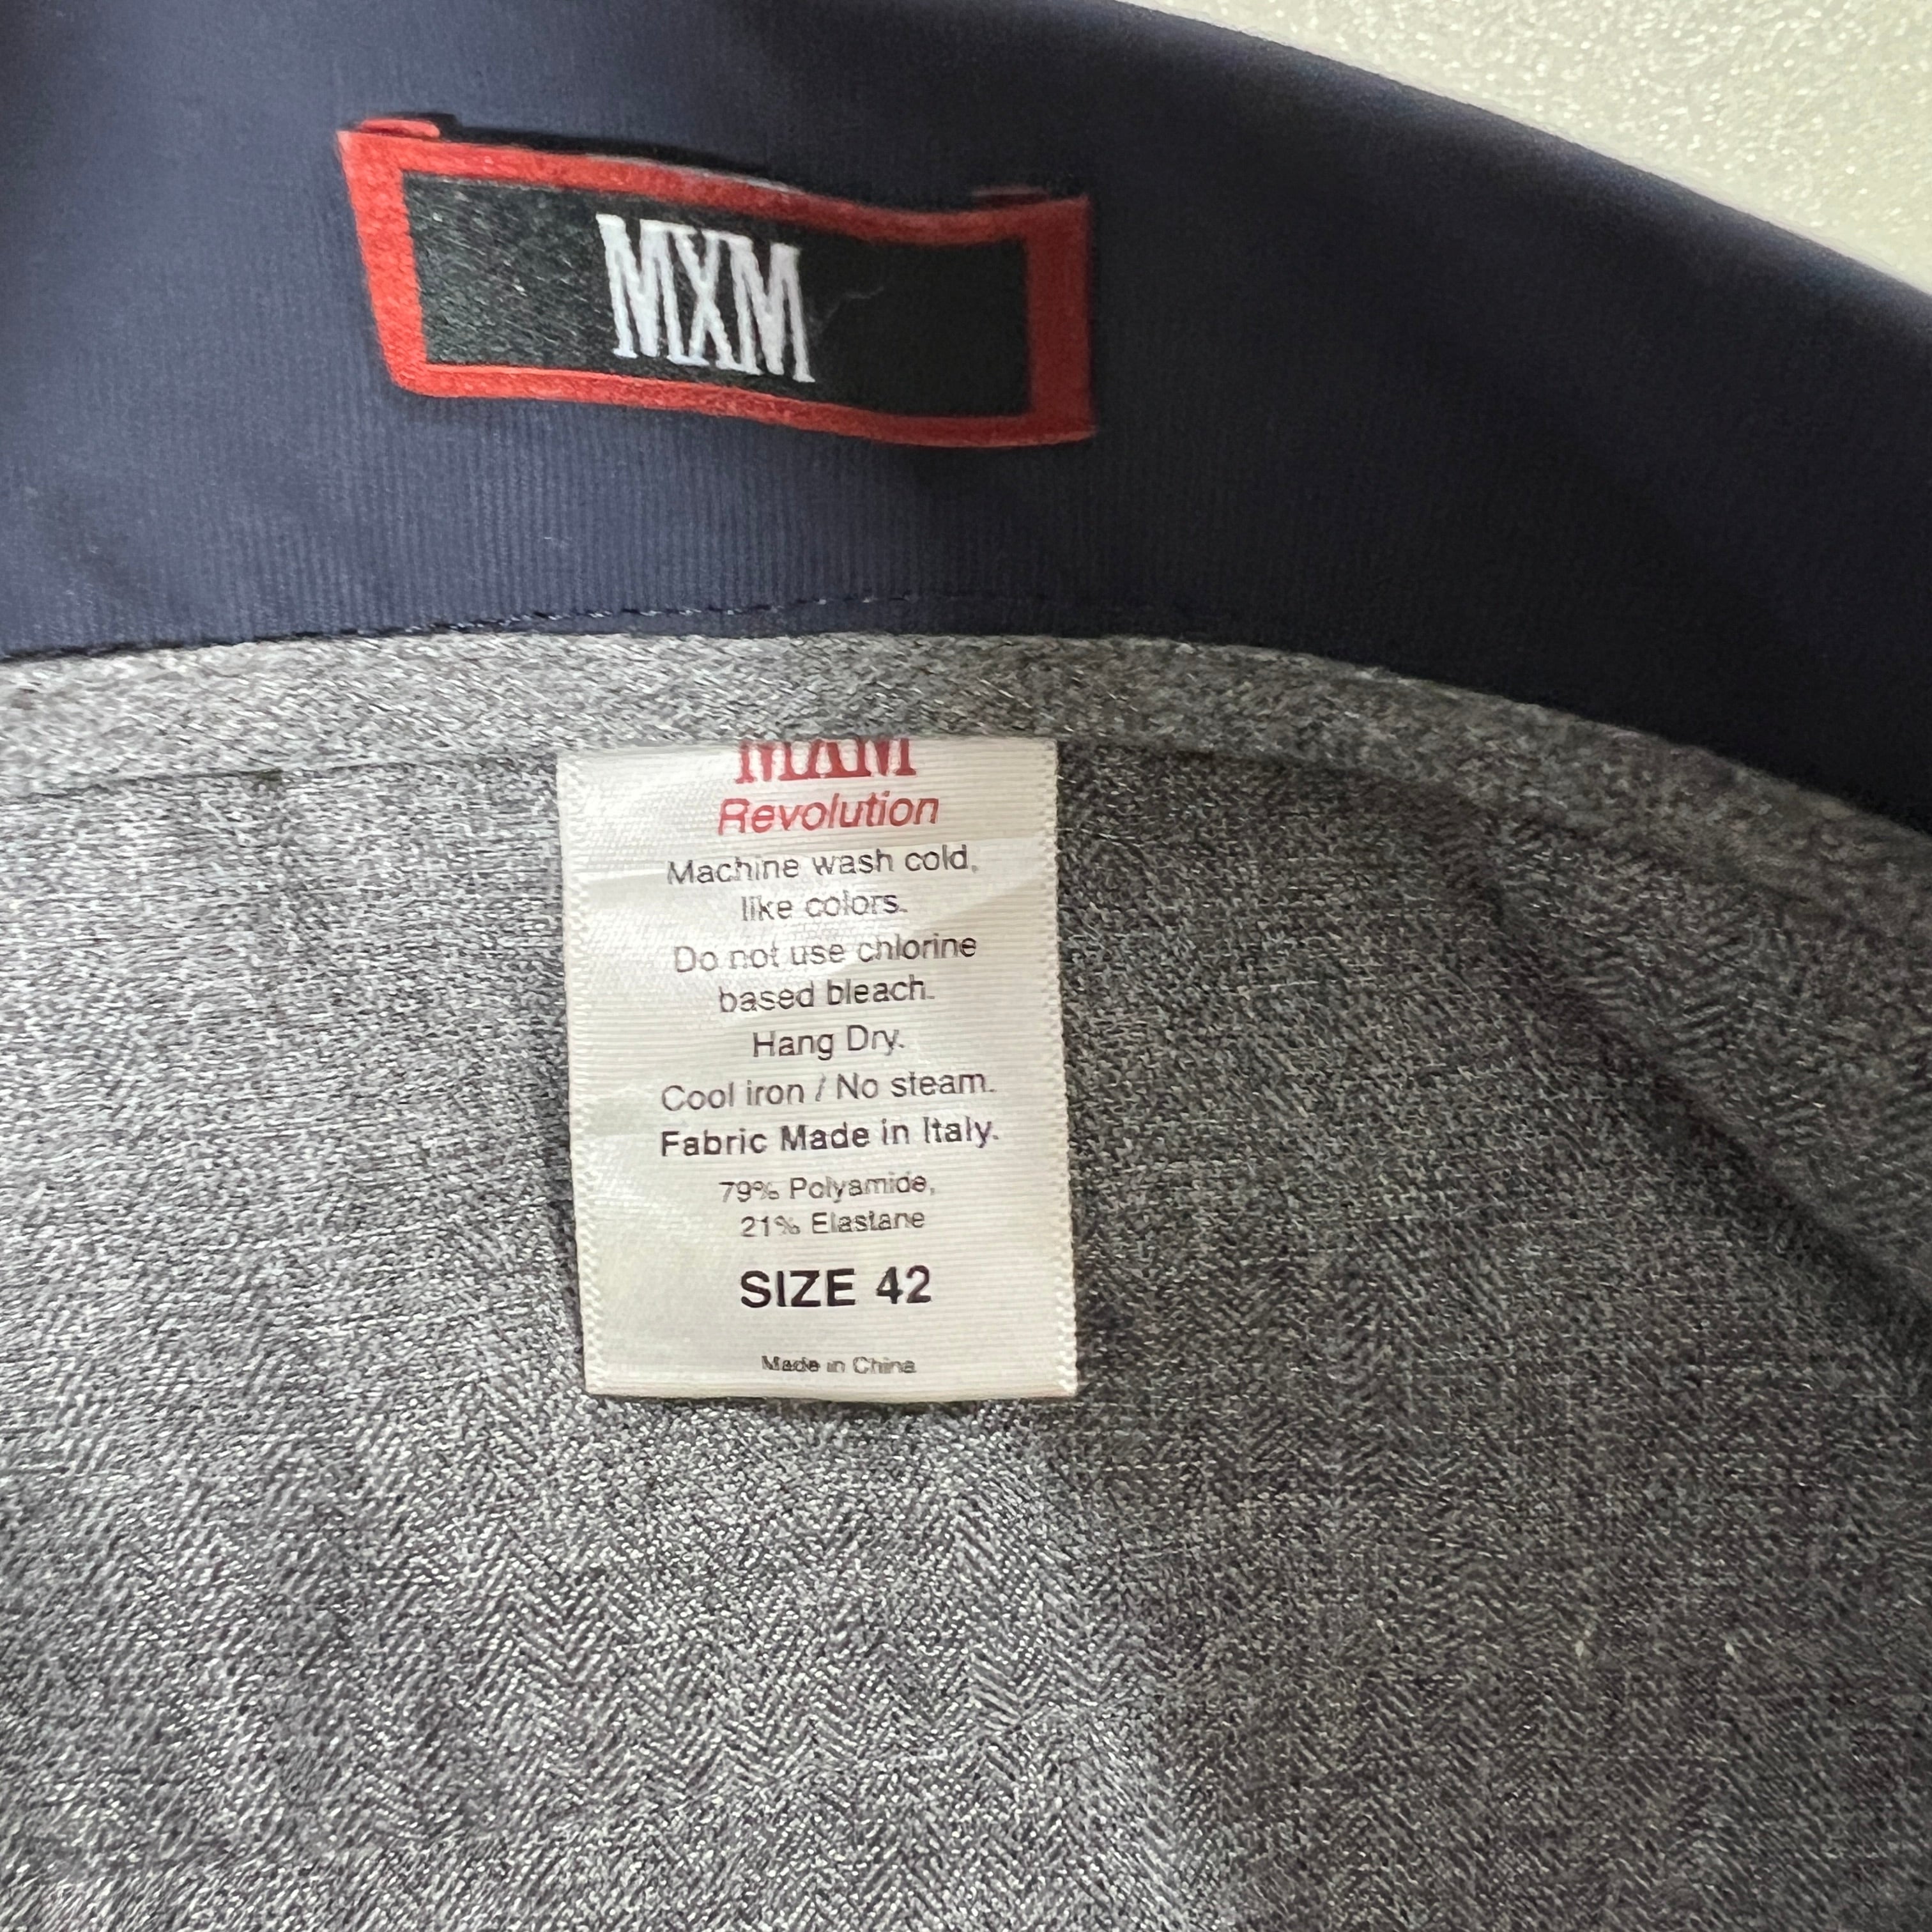 MXM
MXM
Revolution
Machine wash cold,
like colors.
Do not use chlorine
based bleach.
Hang Dry.
Cool iron / No steam.
Fabric Made in Italy.
79% Polyamide,
21% Elastane
SIZE 42
Made in China